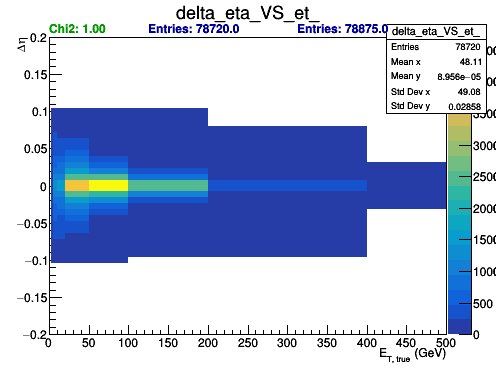 delta_eta_VS_et_
Chi2: 1.00 Entries: 78720.0 Entries: 78875.0
delta_eta_VS_et_
Entries 78720
Mean x 48.11
Mean y 8.956e−05
Std Dev x 49.08
Std Dev y 0.02858
Δη
0.2
0.15
0.1
0.05
0
−0.05
−0.1
−0.15
−0.2
0 50 100 150 200 250 300 350 400 450 500
E_T, true (GeV)
3500
3000
2500
2000
1500
1000
500
0